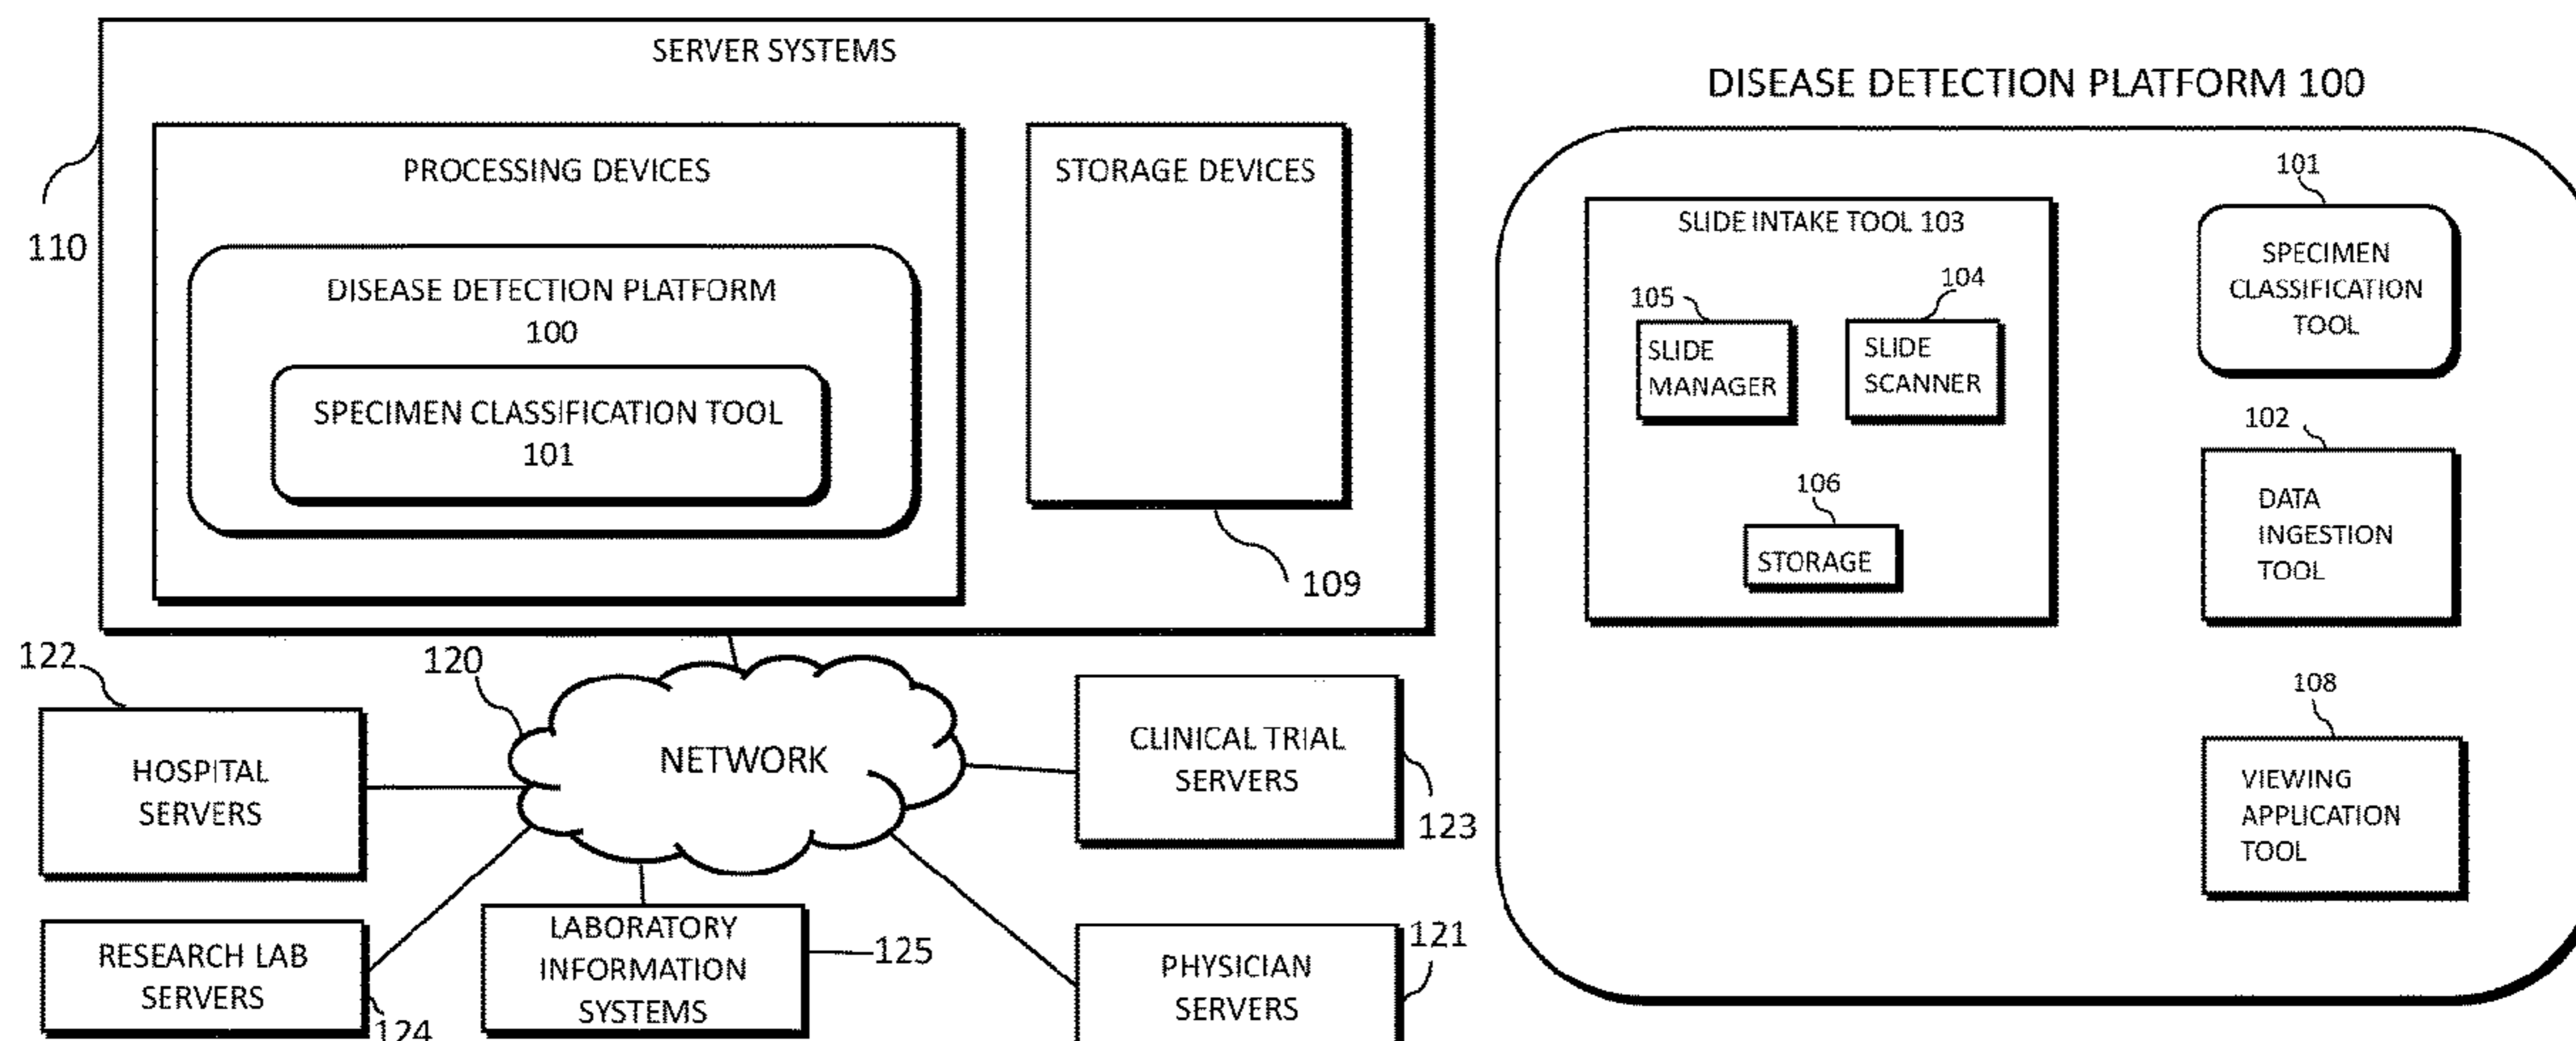 SERVER SYSTEMS
PROCESSING DEVICES
STORAGE DEVICES
110
DISEASE DETECTION PLATFORM
100
SPECIMEN CLASSIFICATION TOOL
101
109
122
120
NETWORK
HOSPITAL
SERVERS
CLINICAL TRIAL
SERVERS
123
RESEARCH LAB
SERVERS
124
LABORATORY
INFORMATION
SYSTEMS
125
PHYSICIAN
SERVERS
121
DISEASE DETECTION PLATFORM 100
SLIDE INTAKE TOOL 103
105
SLIDE
MANAGER
104
SLIDE
SCANNER
106
STORAGE
101
SPECIMEN
CLASSIFICATION
TOOL
102
DATA
INGESTION
TOOL
108
VIEWING
APPLICATION
TOOL